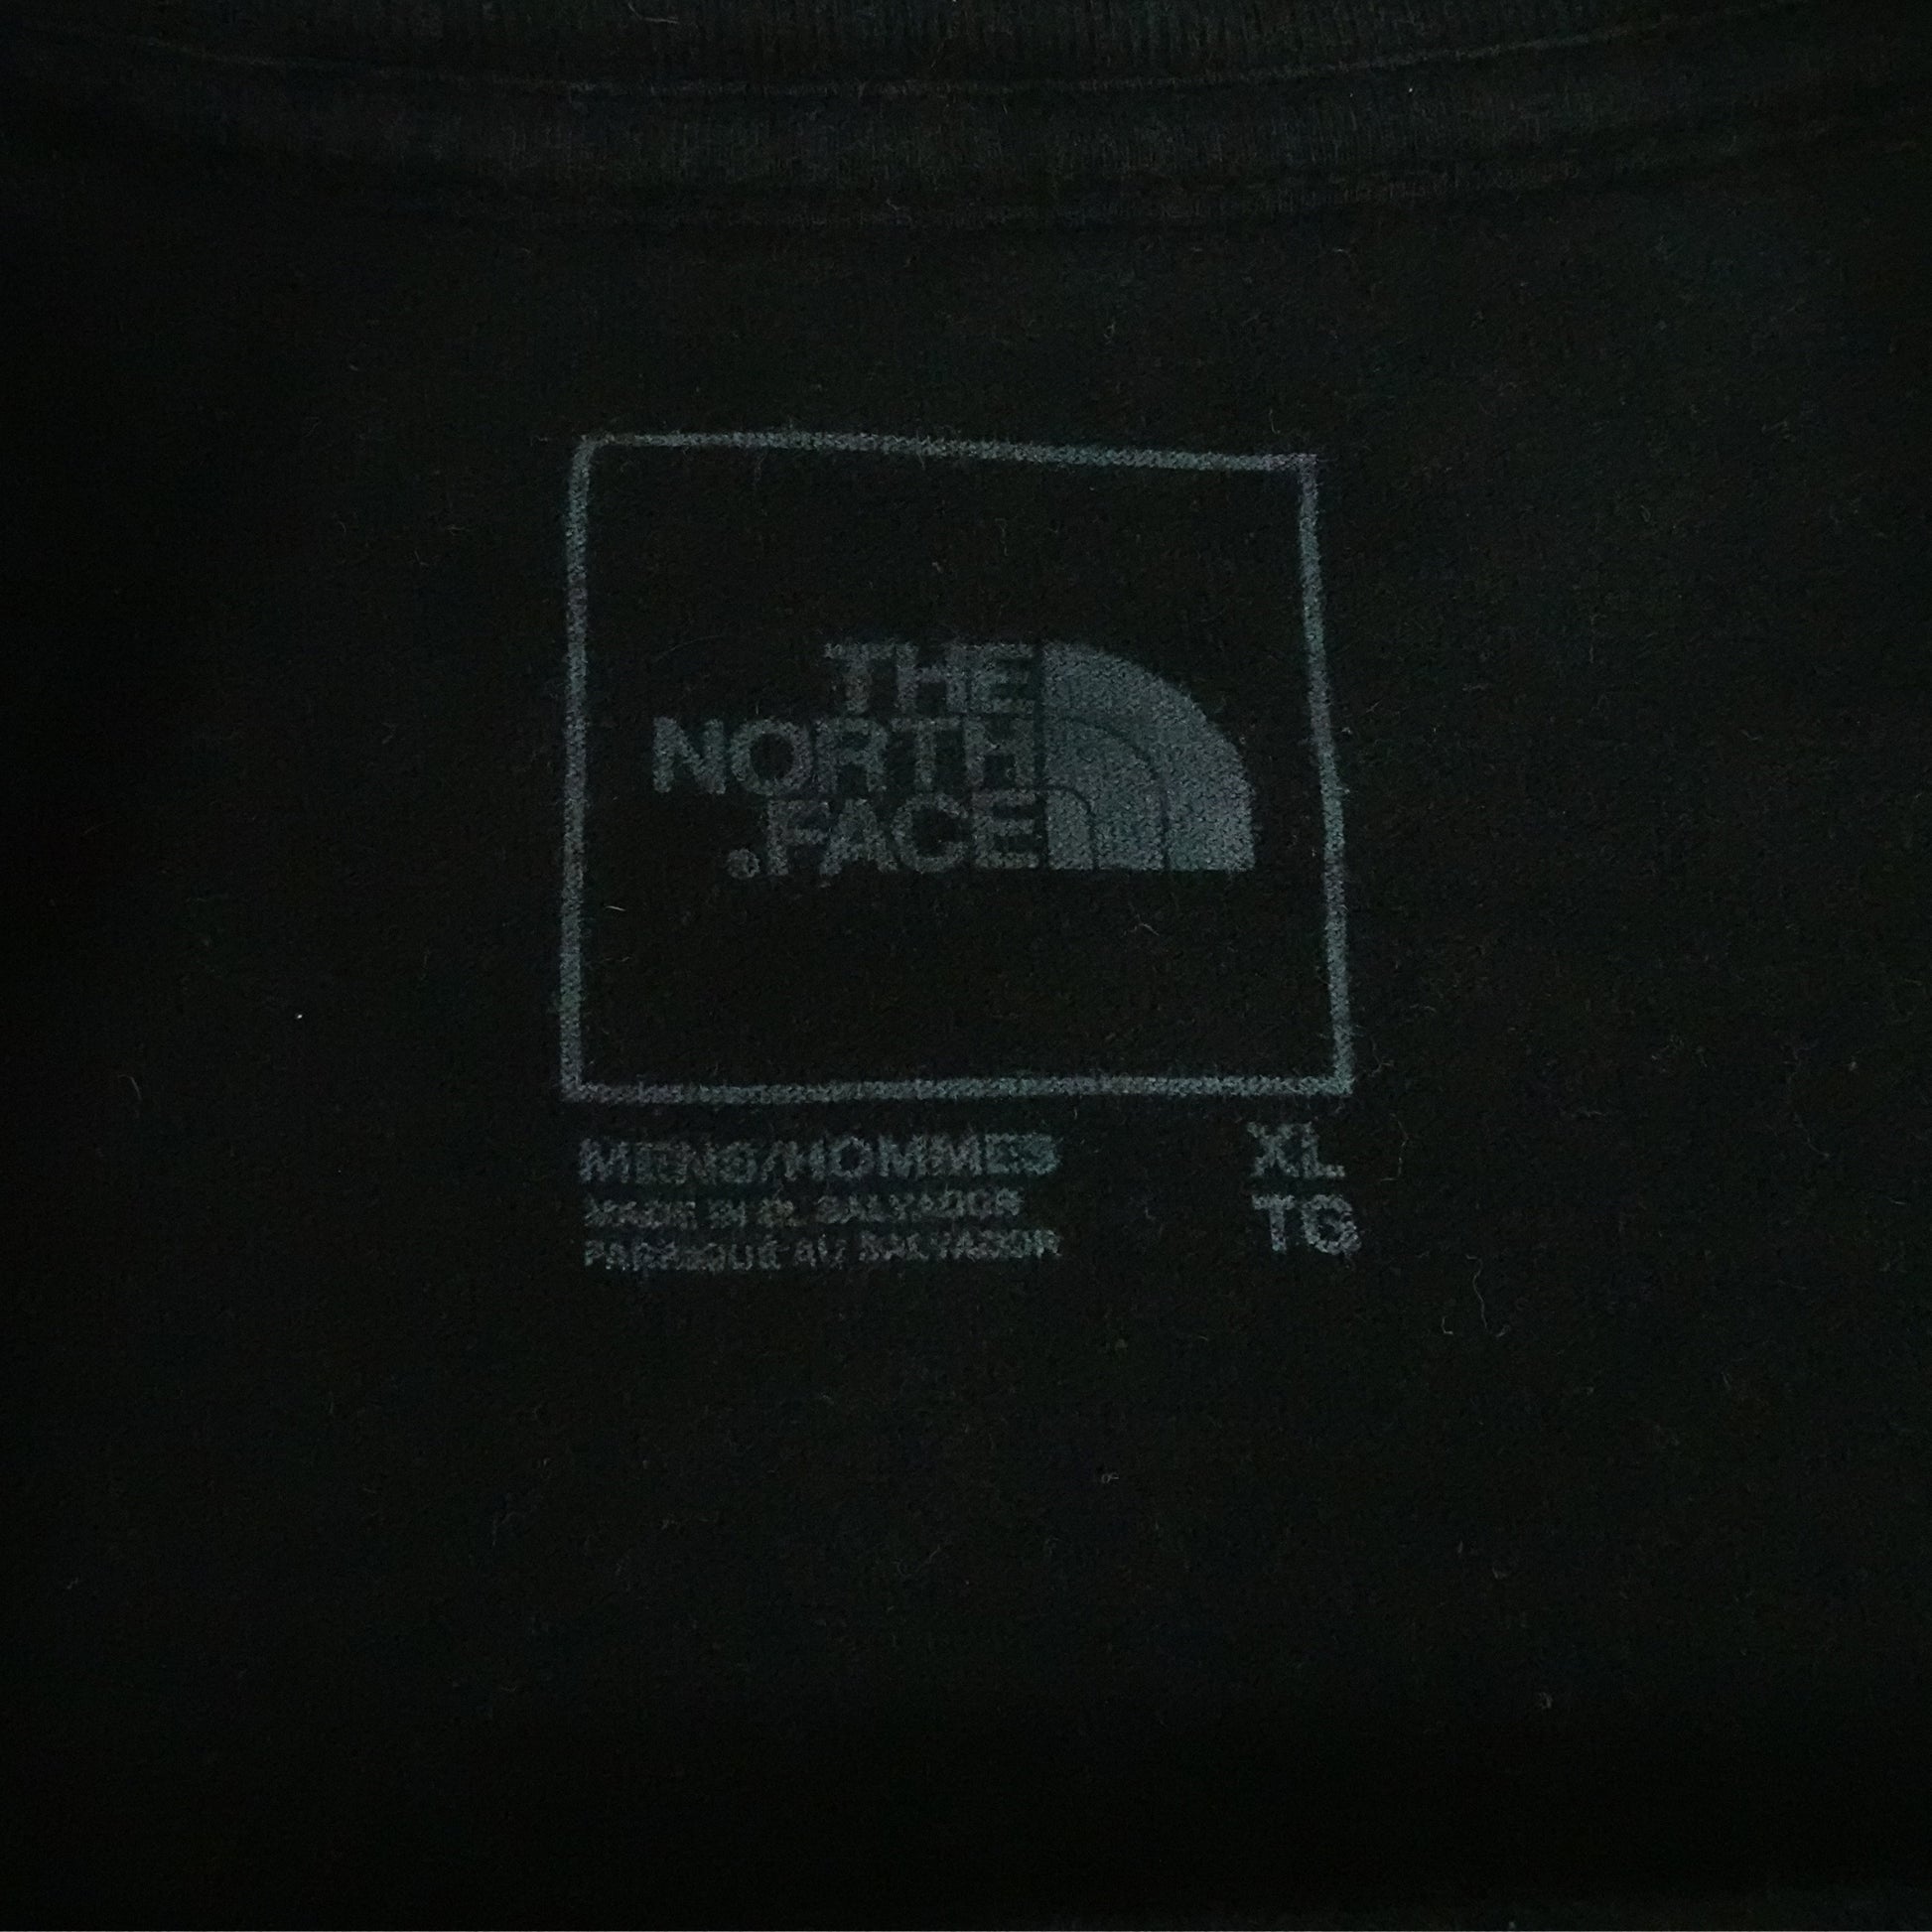 THE
NORTH
FACE
®
MENS/HOMMES XL
MADE IN EL SALVADOR TG
FABRIQUÉ AU SALVADOR